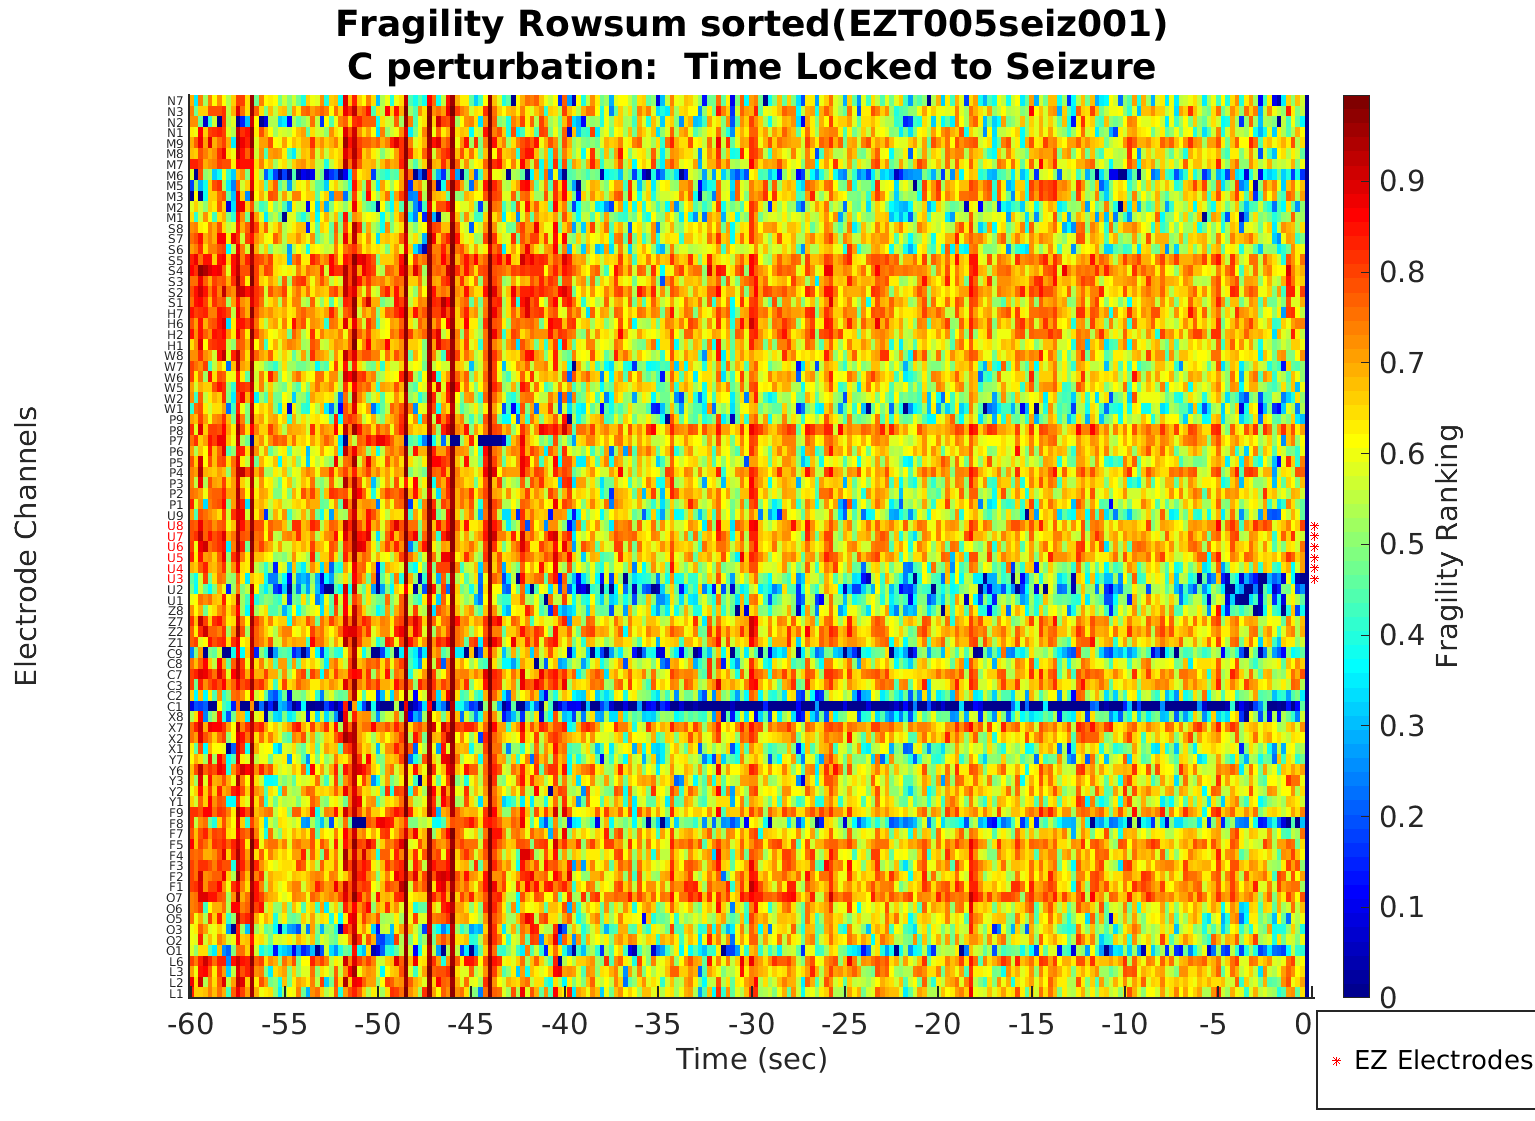 Fragility Rowsum sorted(EZT005seiz001)
C perturbation:  Time Locked to Seizure
Electrode Channels
N7
N3
N2
N1
M9
M8
M7
M6
M5
M3
M2
M1
S8
S7
S6
S5
S4
S3
S2
S1
H7
H6
H2
H1
W8
W7
W6
W5
W2
W1
P9
P8
P7
P6
P5
P4
P3
P2
P1
U9
U8
U7
U6
U5
U4
U3
U2
U1
Z8
Z7
Z2
Z1
C9
C8
C7
C3
C2
C1
X8
X7
X2
X1
Y7
Y6
Y3
Y2
Y1
F9
F8
F7
F5
F4
F3
F2
F1
O7
O6
O5
O3
O2
O1
L6
L3
L2
L1
-60 -55 -50 -45 -40 -35 -30 -25 -20 -15 -10 -5 0
Time (sec)
0.9
0.8
0.7
0.6
0.5
0.4
0.3
0.2
0.1
0
Fragility Ranking
EZ Electrodes